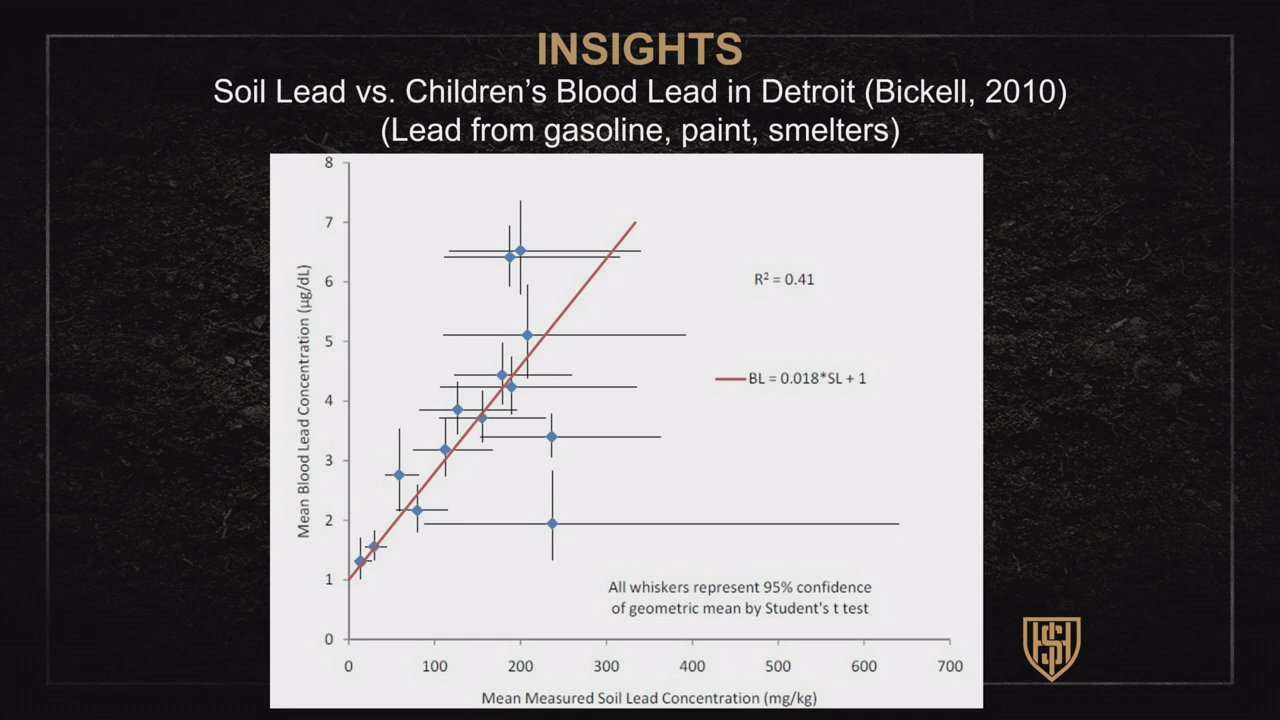 INSIGHTS
Soil Lead vs. Children's Blood Lead in Detroit (Bickell, 2010)
(Lead from gasoline, paint, smelters)
8
7
6
5
4
3
2
1
0
Mean Blood Lead Concentration (µg/dL)
R² = 0.41
BL = 0.018*SL + 1
All whiskers represent 95% confidence
of geometric mean by Student's t test
0 100 200 300 400 500 600 700
Mean Measured Soil Lead Concentration (mg/kg)